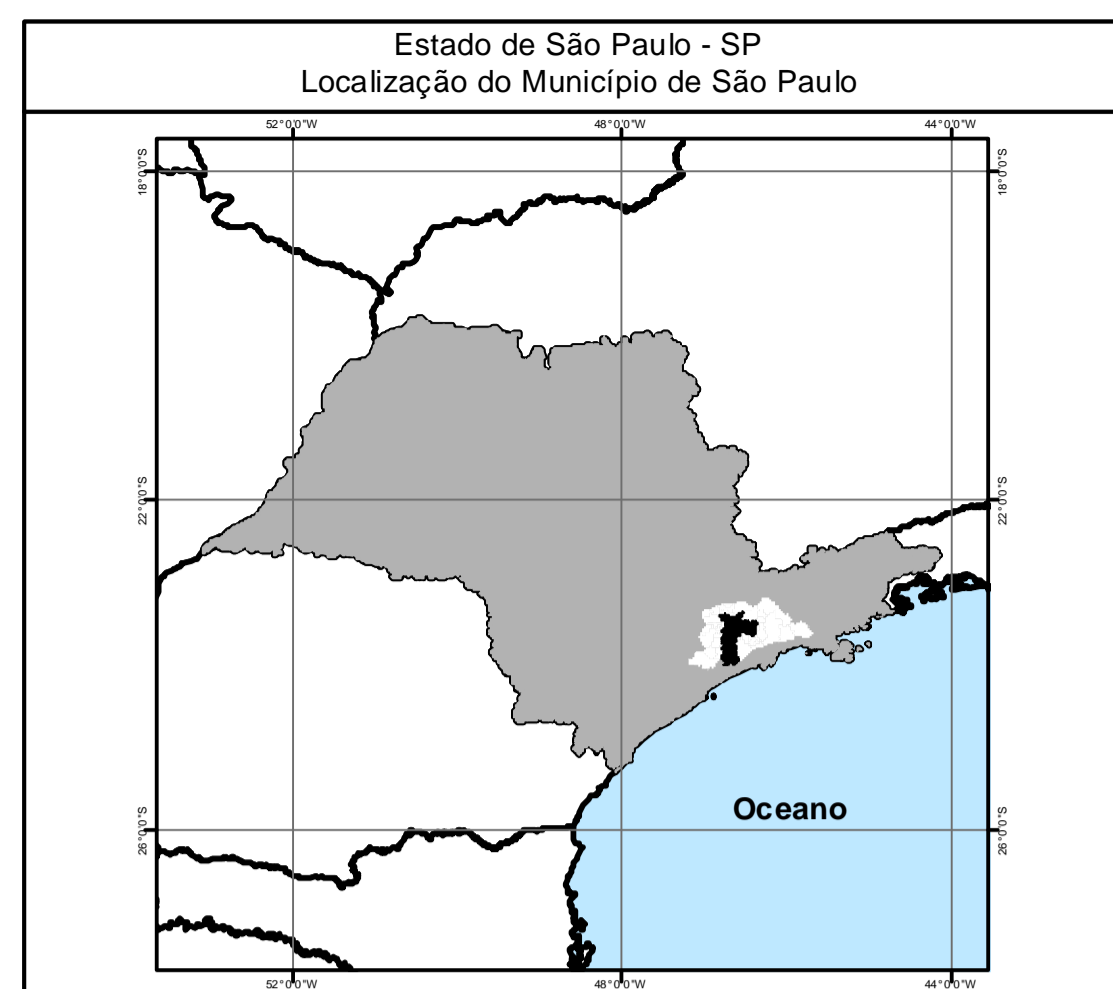 Estado de São Paulo - SP
Localização do Município de São Paulo
52°0'0"W 48°0'0"W 44°0'0"W
18°0'0"S 18°0'0"S
22°0'0"S 22°0'0"S
Oceano
26°0'0"S 26°0'0"S
52°0'0"W 48°0'0"W 44°0'0"W